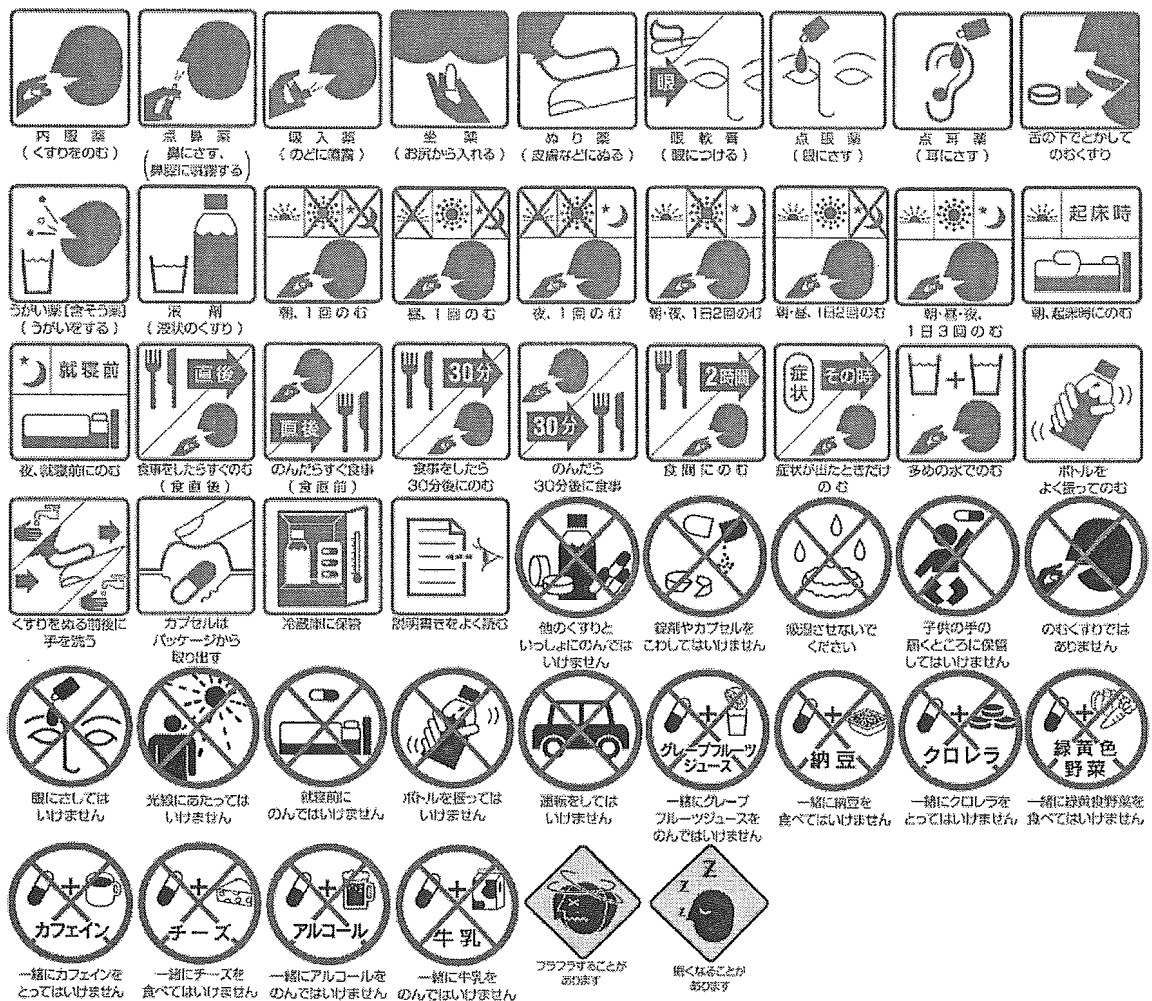 内服薬
(くすりをのむ)
点鼻薬
(鼻にさす、
鼻腔に噴霧する)
吸入薬
(のどに噴霧)
坐薬
(お尻から入れる)
ぬり薬
(皮膚などにぬる)
眼
眼軟膏
(眼につける)
点眼薬
(眼にさす)
点耳薬
(耳にさす)
舌の下でとかして
のむくすり
うがい薬[含そう薬]
(うがいをする)
液剤
(液状のくすり)
朝、1回のむ
昼、1回のむ
夜、1回のむ
朝・夜、1日2回のむ
朝・昼、1日2回のむ
朝・昼・夜、
1日3回のむ
起床時
朝、起床時にのむ
就寝前
夜、就寝前にのむ
直後
食事をしたらすぐのむ
(食直後)
直後
のんだらすぐ食事
(食直前)
30分
食事をしたら
30分後にのむ
30分
のんだら
30分後に食事
2時間
食間にのむ
症状
その時
症状が出たときだけ
のむ
多めの水でのむ
ボトルを
よく振ってのむ
くすりをぬる前後に
手を洗う
カプセルは
パッケージから
取り出す
冷蔵庫に保管
説明書きをよく読む
他のくすりと
いっしょにのんでは
いけません
錠剤やカプセルを
こわしてはいけません
吸湿させないで
ください
子供の手の
届くところに保管
してはいけません
のむくすりでは
ありません
眼にさしては
いけません
光線にあたっては
いけません
就寝前に
のんではいけません
ボトルを振っては
いけません
運転をしては
いけません
グレープフルーツ
ジュース
一緒にグレープ
フルーツジュースを
のんではいけません
納豆
一緒に納豆を
食べてはいけません
クロレラ
一緒にクロレラを
とってはいけません
緑黄色
野菜
一緒に緑黄食野菜を
食べてはいけません
カフェイン
一緒にカフェインを
とってはいけません
チーズ
一緒にチーズを
食べてはいけません
アルコール
一緒にアルコールを
のんではいけません
牛乳
一緒に牛乳を
のんではいけません
フラフラすることが
あります
Z
Z
Z
眠くなることが
あります